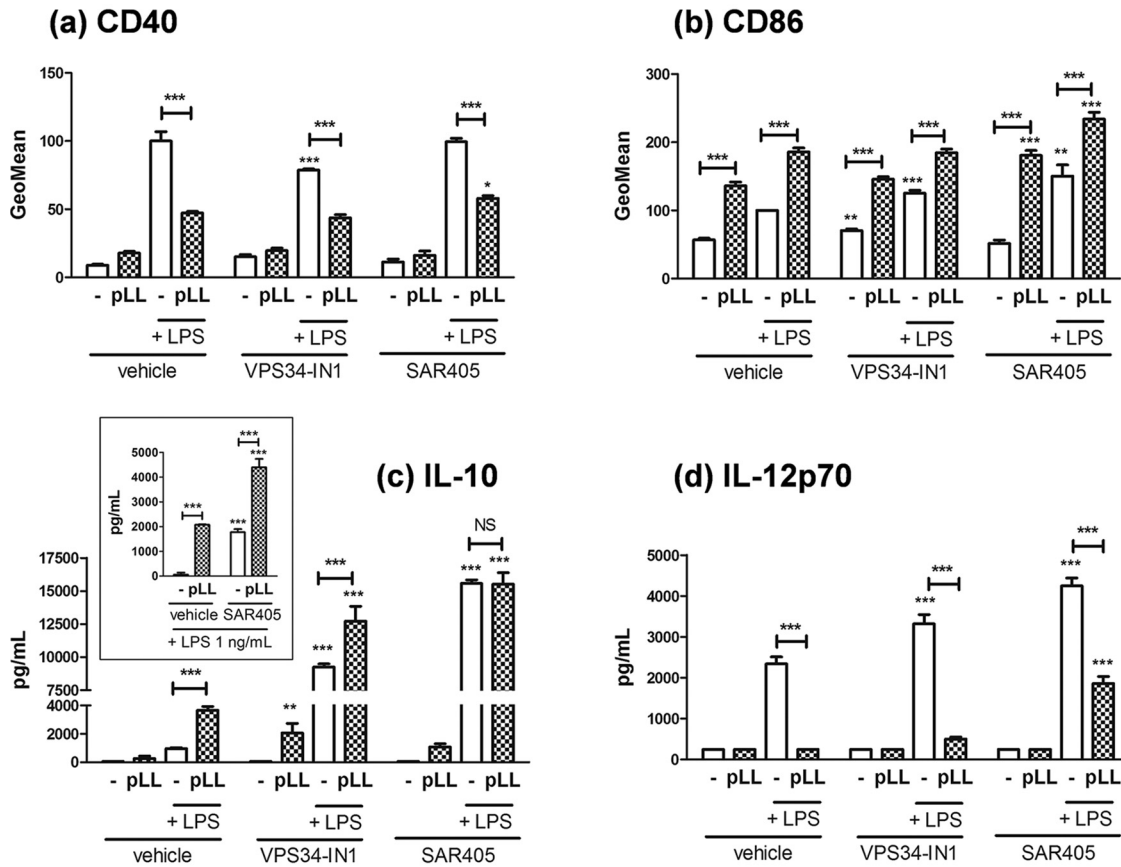 (a) CD40
150
100
50
0
GeoMean
***
***
***
***
*
- pLL - pLL - pLL - pLL - pLL - pLL
+ LPS + LPS + LPS
vehicle VPS34-IN1 SAR405
(b) CD86
300
200
150
100
50
0
GeoMean
*** *** *** *** *** ***
** *** *** ** ***
- pLL - pLL - pLL - pLL - pLL - pLL
+ LPS + LPS + LPS
vehicle VPS34-IN1 SAR405
5000
4000
3000
2000
1000
0
pg/mL
***
***
***
***
- pLL - pLL
vehicle SAR405
+ LPS 1 ng/mL
(c) IL-10
17500
15000
12500
10000
7500
4000
2000
0
pg/mL
***
**
***
***
***
NS
*** ***
- pLL - pLL - pLL - pLL - pLL - pLL
+ LPS + LPS + LPS
vehicle VPS34-IN1 SAR405
(d) IL-12p70
5000
4000
3000
2000
1000
0
pg/mL
***
***
***
***
***
***
- pLL - pLL - pLL - pLL - pLL - pLL
+ LPS + LPS + LPS
vehicle VPS34-IN1 SAR405